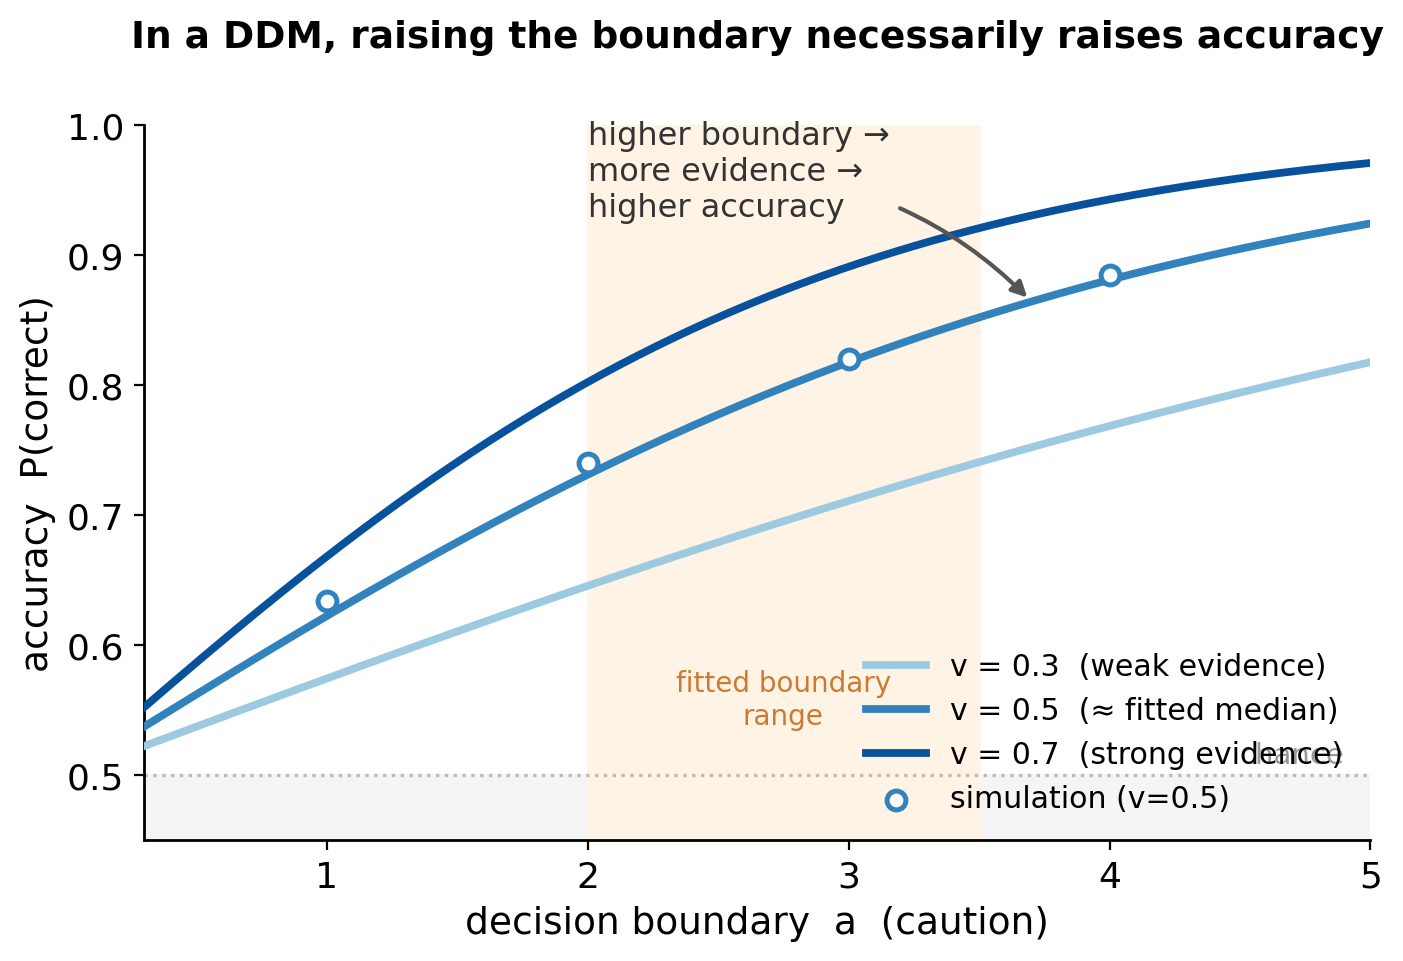 In a DDM, raising the boundary necessarily raises accuracy
higher boundary →
more evidence →
higher accuracy
accuracy P(correct)
1.0
0.9
0.8
0.7
0.6
0.5
fitted boundary
range
v = 0.3 (weak evidence)
v = 0.5 (≈ fitted median)
v = 0.7 (strong evidence)
chance
simulation (v=0.5)
1
2
3
4
5
decision boundary a (caution)